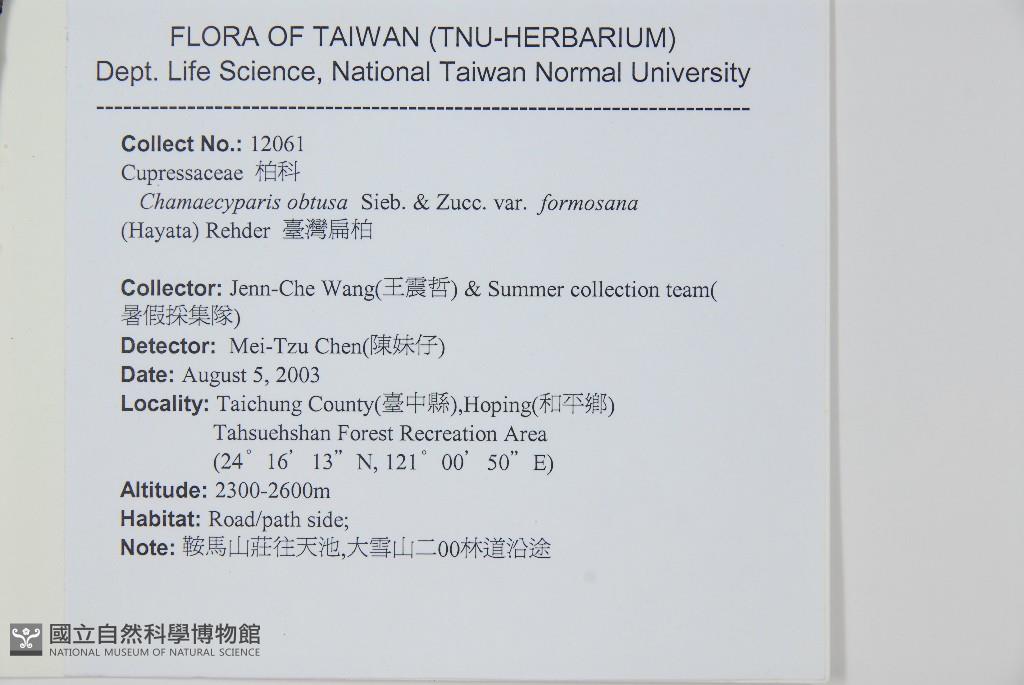 FLORA OF TAIWAN (TNU-HERBARIUM)
Dept. Life Science, National Taiwan Normal University
--------------------------------------------------------------------------
Collect No.: 12061
Cupressaceae 柏科
Chamaecyparis obtusa Sieb. & Zucc. var. formosana
(Hayata) Rehder 臺灣扁柏
Collector: Jenn-Che Wang(王震哲) & Summer collection team(
暑假採集隊)
Detector: Mei-Tzu Chen(陳妹仔)
Date: August 5, 2003
Locality: Taichung County(臺中縣),Hoping(和平鄉)
Tahsuehshan Forest Recreation Area
(24° 16' 13" N, 121° 00' 50" E)
Altitude: 2300-2600m
Habitat: Road/path side;
Note: 鞍馬山莊往天池,大雪山二00林道沿途
國立自然科學博物館
NATIONAL MUSEUM OF NATURAL SCIENCE